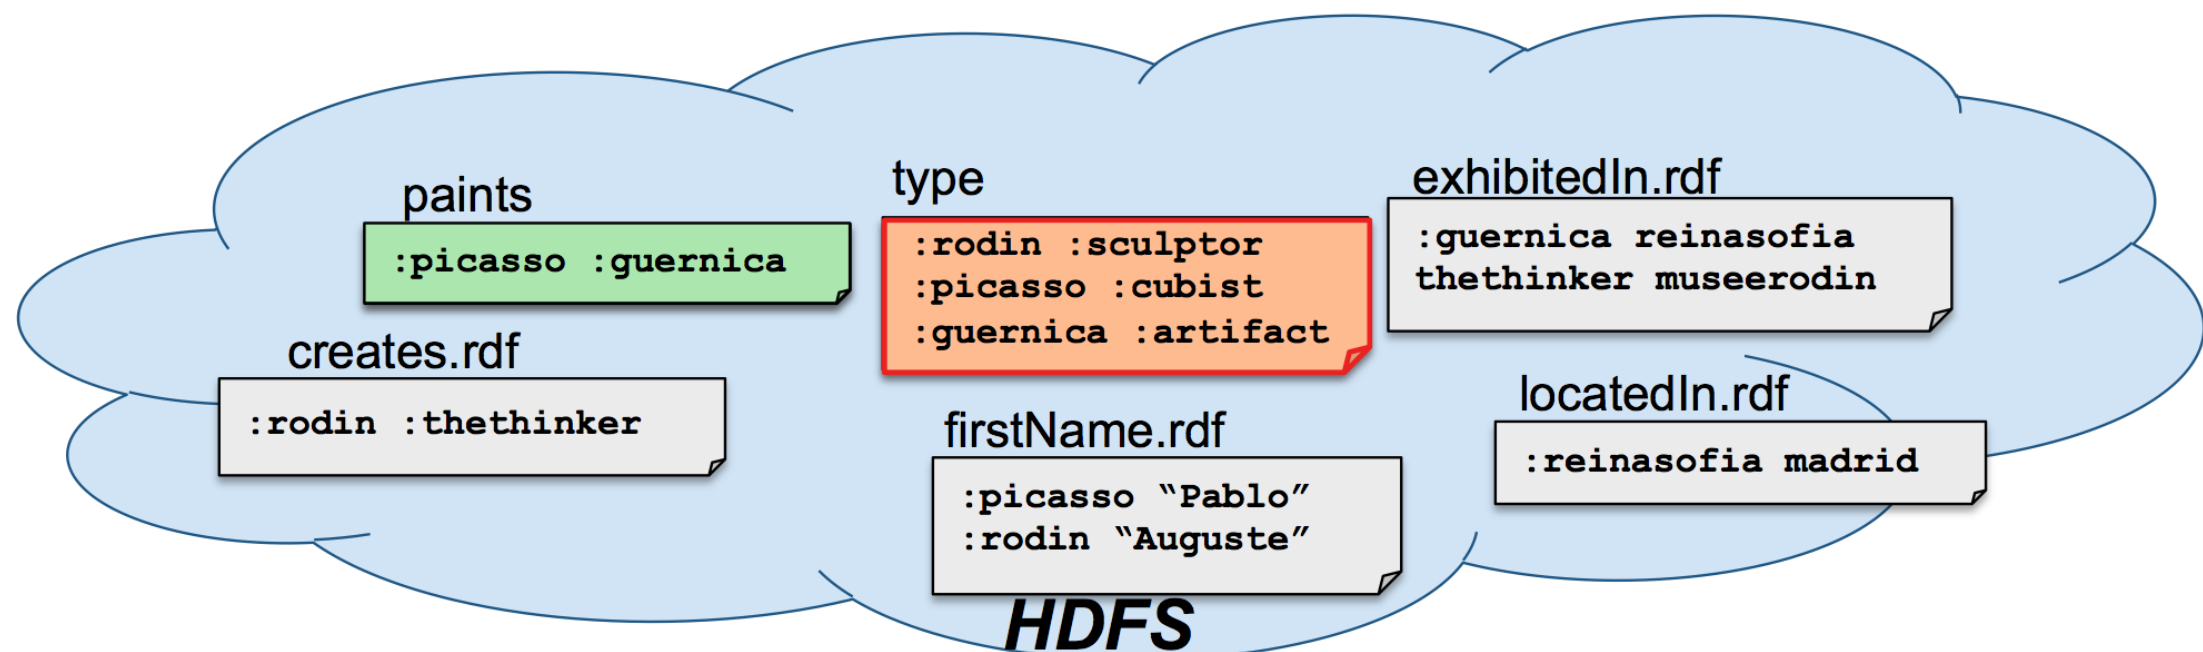 paints
:picasso :guernica
type
:rodin :sculptor
:picasso :cubist
:guernica :artifact
exhibitedIn.rdf
:guernica reinasofia
thethinker museerodin
creates.rdf
:rodin :thethinker
firstName.rdf
:picasso “Pablo”
:rodin “Auguste”
locatedIn.rdf
:reinasofia madrid
HDFS